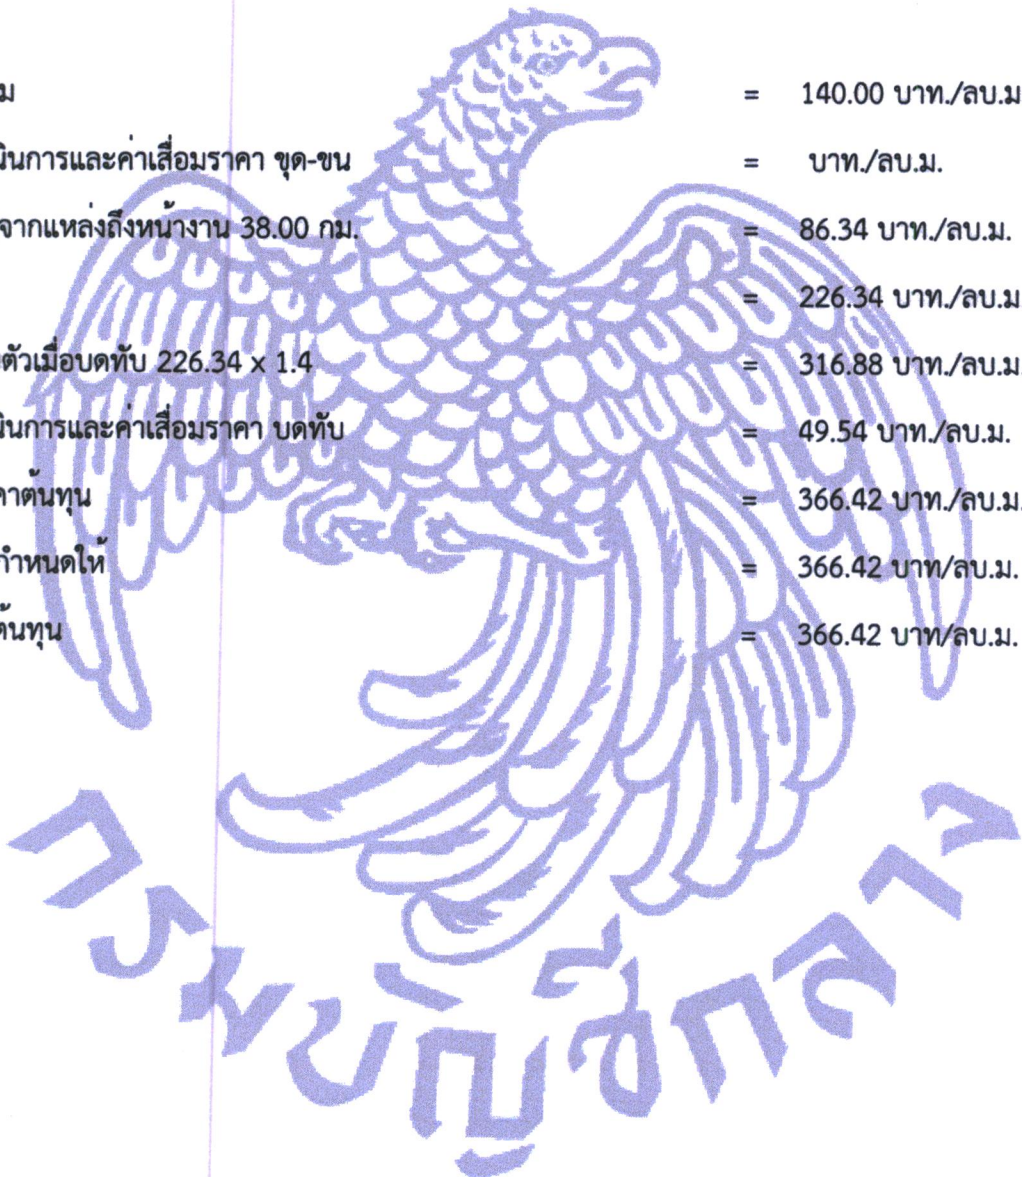 ม = 140.00 บาท./ลบ.ม
นินการและค่าเสื่อมราคา ขุด-ขน = บาท./ลบ.ม.
จากแหล่งถึงหน้างาน 38.00 กม. = 86.34 บาท./ลบ.ม.
= 226.34 บาท./ลบ.ม
ตัวเมื่อบดทับ 226.34 x 1.4 = 316.88 บาท./ลบ.ม
นินการและค่าเสื่อมราคา บดทับ = 49.54 บาท./ลบ.ม.
คาต้นทุน = 366.42 บาท./ลบ.ม.
กำหนดให้ = 366.42 บาท/ลบ.ม.
ต้นทุน = 366.42 บาท/ลบ.ม.
กรมบัญชีกลาง